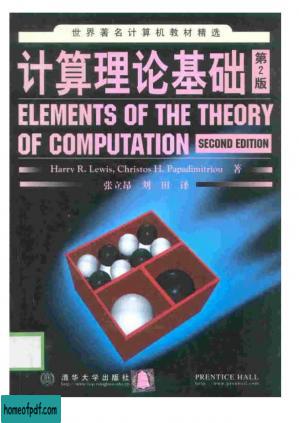 世界著名计算机教材精选
计算理论基础
第2版
ELEMENTS OF THE THEORY
OF COMPUTATION SECOND EDITION
Harry R. Lewis, Christos H. Papadimitriou 著
张立昂 刘田 译
清华大学出版社
PRENTICE HALL
homeofpdf.com